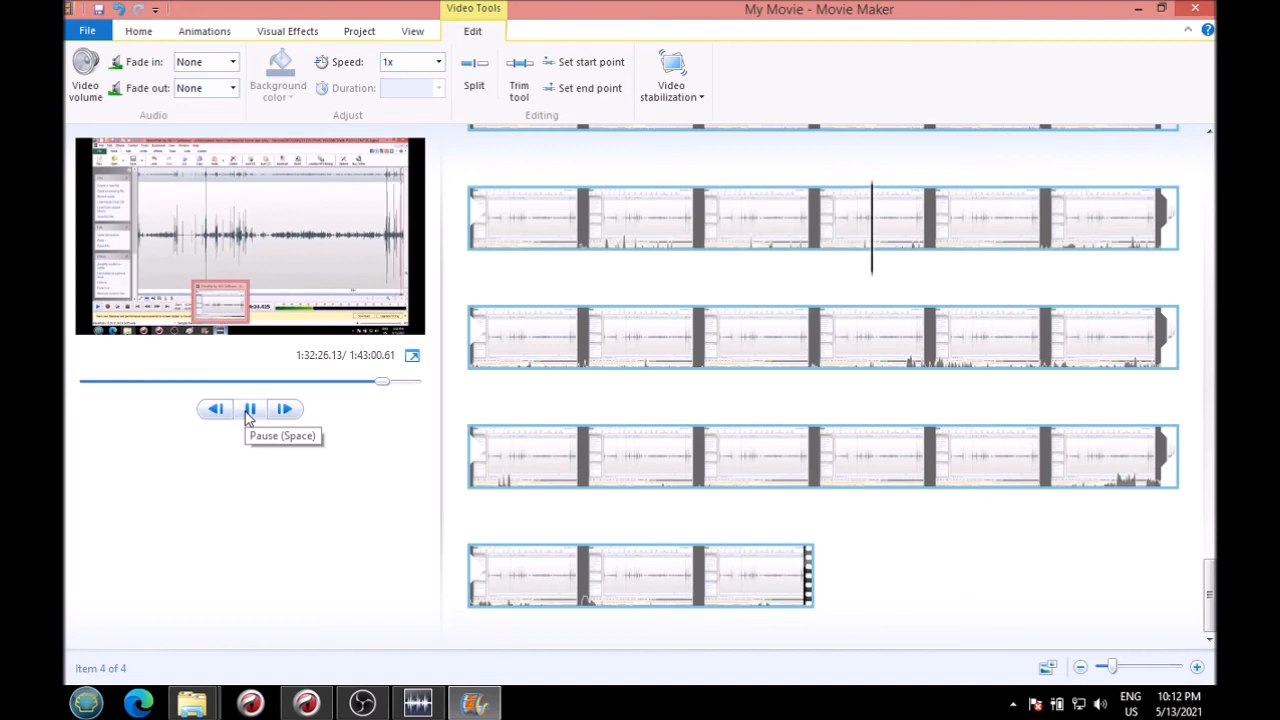 Video Tools
My Movie - Movie Maker
File
Home
Animations
Visual Effects
Project
View
Edit
Video volume
Fade in: None
Fade out: None
Audio
Background color
Speed: 1x
Duration:
Adjust
Split
Trim tool
Set start point
Set end point
Editing
Video stabilization
1:32:26.13/ 1:43:00.61
Pause (Space)
Item 4 of 4
ENG
US
10:12 PM
5/13/2021